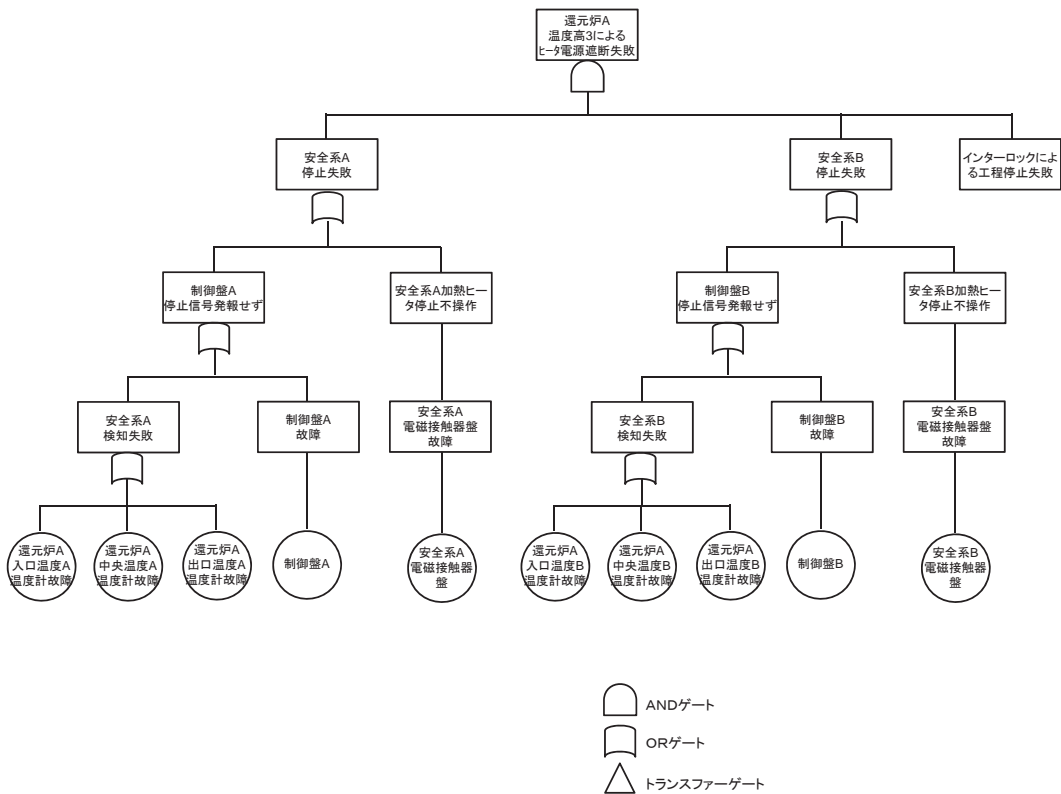 還元炉A
温度高3による
ﾋｰﾀ電源遮断失敗
安全系A
停止失敗
安全系B
停止失敗
インターロックによ
る工程停止失敗
制御盤A
停止信号発報せず
安全系A加熱ヒー
タ停止不操作
制御盤B
停止信号発報せず
安全系B加熱ヒー
タ停止不操作
安全系A
検知失敗
制御盤A
故障
安全系A
電磁接触器盤
故障
安全系B
検知失敗
制御盤B
故障
安全系B
電磁接触器盤
故障
還元炉A
入口温度A
温度計故障
還元炉A
中央温度A
温度計故障
還元炉A
出口温度A
温度計故障
制御盤A
安全系A
電磁接触器
盤
還元炉A
入口温度B
温度計故障
還元炉A
中央温度B
温度計故障
還元炉A
出口温度B
温度計故障
制御盤B
安全系B
電磁接触器
盤
ANDゲート
ORゲート
トランスファーゲート